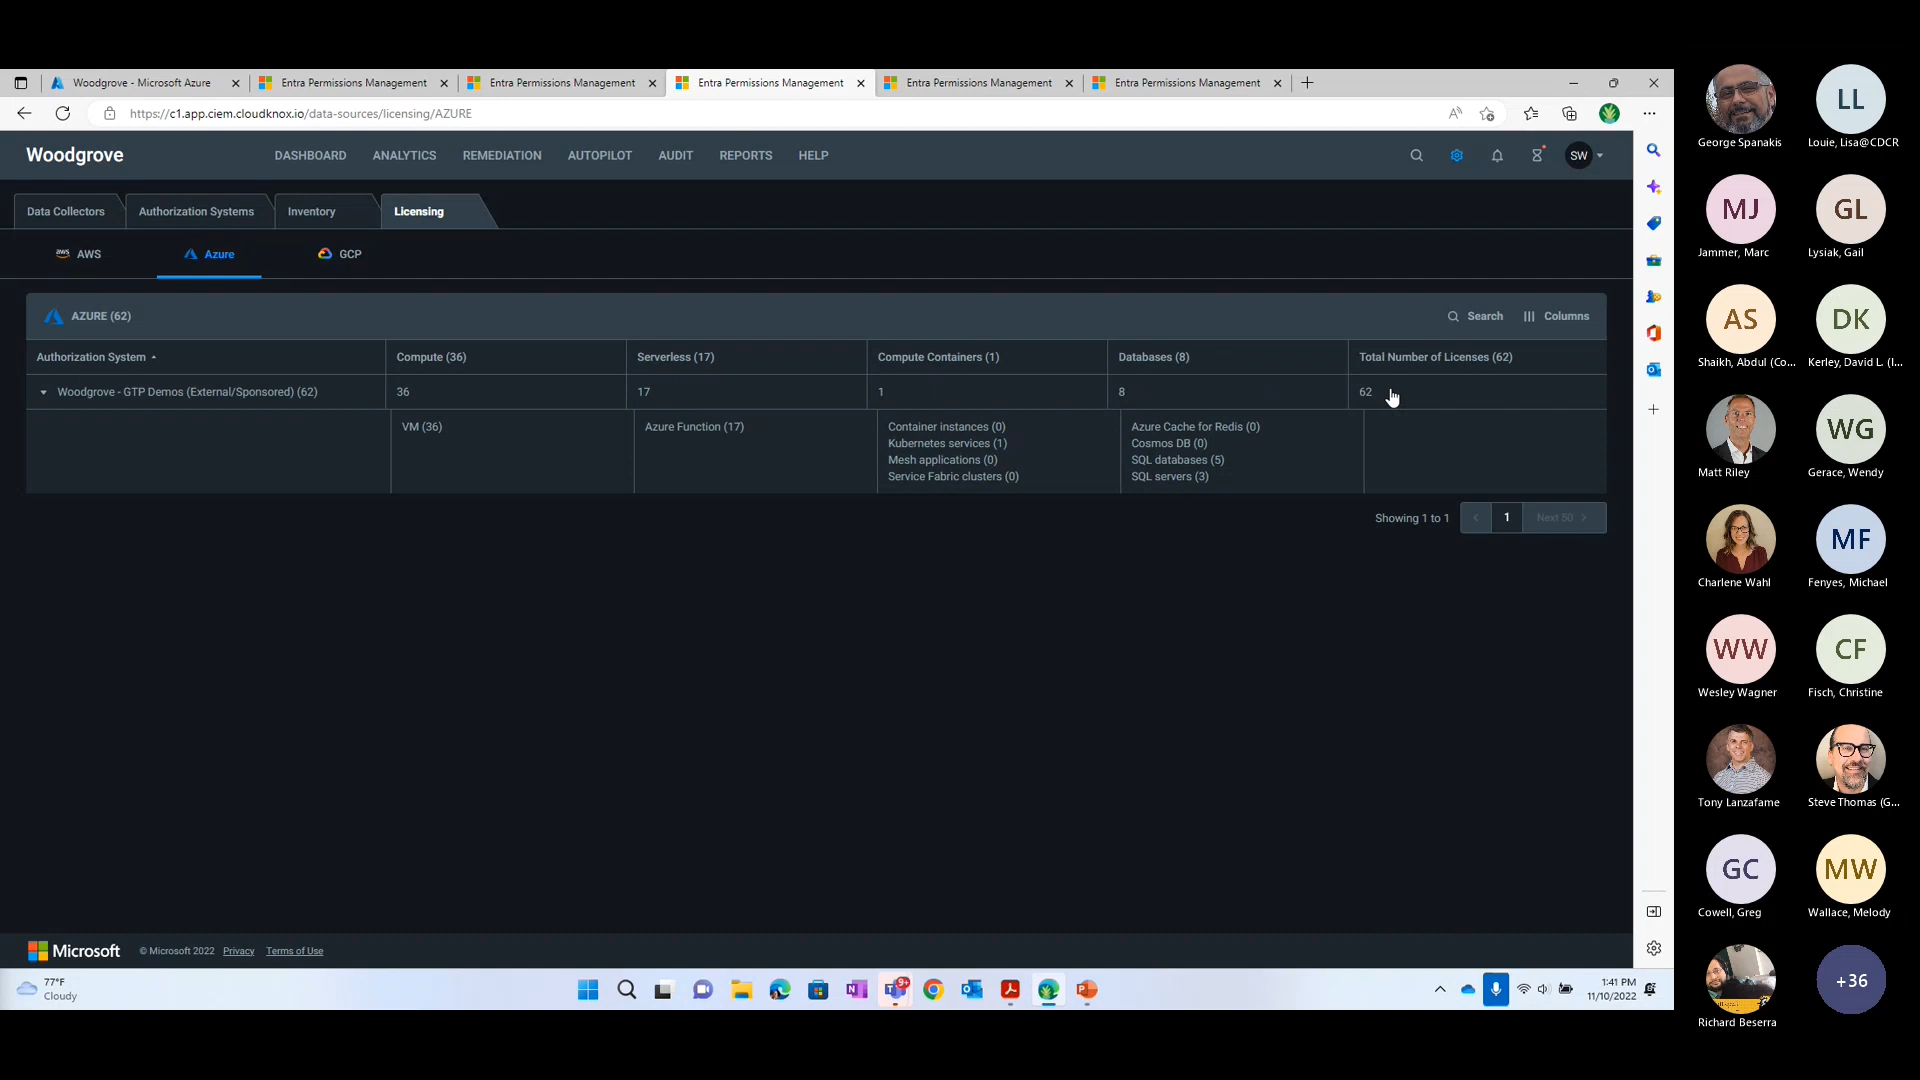 Woodgrove - Microsoft Azure
Entra Permissions Management
Entra Permissions Management
Entra Permissions Management
Entra Permissions Management
Entra Permissions Management
https://c1.app.ciem.cloudknox.io/data-sources/licensing/AZURE
Woodgrove
DASHBOARD
ANALYTICS
REMEDIATION
AUTOPILOT
AUDIT
REPORTS
HELP
SW
Data Collectors
Authorization Systems
Inventory
Licensing
aws AWS
Azure
GCP
AZURE (62)
Search
Columns
Authorization System
Compute (36)
Serverless (17)
Compute Containers (1)
Databases (8)
Total Number of Licenses (62)
Woodgrove - GTP Demos (External/Sponsored) (62)
36
17
1
8
62
VM (36)
Azure Function (17)
Container instances (0)
Kubernetes services (1)
Mesh applications (0)
Service Fabric clusters (0)
Azure Cache for Redis (0)
Cosmos DB (0)
SQL databases (5)
SQL servers (3)
Showing 1 to 1
1
Next 50
Microsoft
© Microsoft 2022
Privacy
Terms of Use
77°F
Cloudy
9+
1:41 PM
11/10/2022
George Spanakis
LL
Louie, Lisa@CDCR
MJ
Jammer, Marc
GL
Lysiak, Gail
AS
Shaikh, Abdul (Co...
DK
Kerley, David L. (I...
Matt Riley
WG
Gerace, Wendy
Charlene Wahl
MF
Fenyes, Michael
WW
Wesley Wagner
CF
Fisch, Christine
Tony Lanzafame
Steve Thomas (G...
GC
Cowell, Greg
MW
Wallace, Melody
Richard Beserra
+36